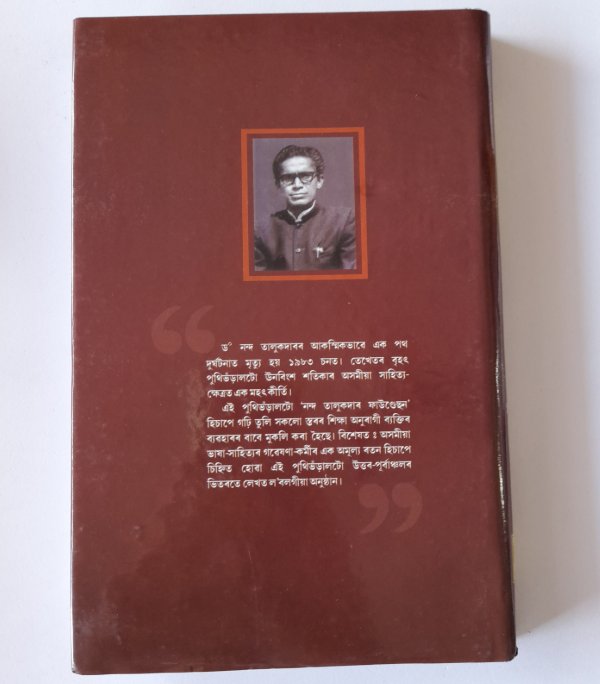 ড° নন্দ তালুকদাৰৰ আকস্মিকভাৱে এক পথ
দুৰ্ঘটনাত মৃত্যু হয় ১৯৮৩ চনত। তেখেতৰ বৃহৎ
পুথিভঁড়ালটো ঊনবিংশ শতিকাৰ অসমীয়া সাহিত্য-
ক্ষেত্ৰত এক মহৎ কীৰ্তি।
এই পুথিভঁড়ালটো ‘নন্দ তালুকদাৰ ফাউণ্ডেছন’
হিচাপে গঢ়ি তুলি সকলো স্তৰৰ শিক্ষা অনুৰাগী ব্যক্তিৰ
ব্যৱহাৰৰ বাবে মুকলি কৰা হৈছে। বিশেষত ঃ অসমীয়া
ভাষা-সাহিত্যৰ গৱেষণা-কৰ্মীৰ এক অমূল্য ৰতন হিচাপে
চিহ্নিত হোৱা এই পুথিভঁড়ালটো উত্তৰ-পূৰ্বাঞ্চলৰ
ভিতৰতে লেখত ল’বলগীয়া অনুষ্ঠান।